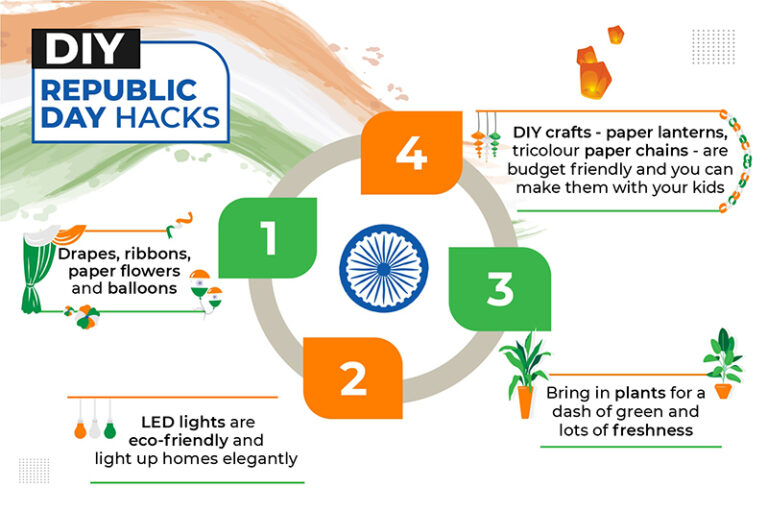 DIY
REPUBLIC
DAY HACKS
1
Drapes, ribbons,
paper flowers
and balloons
2
LED lights are
eco-friendly and
light up homes elegantly
3
Bring in plants for a
dash of green and
lots of freshness
4
DIY crafts - paper lanterns,
tricolour paper chains - are
budget friendly and you can
make them with your kids